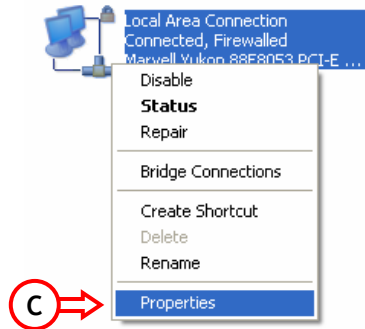 Local Area Connection
Connected, Firewalled
Marvell Yukon 88E8053 PCI-E ...
Disable
Status
Repair
Bridge Connections
Create Shortcut
Delete
Rename
C
Properties